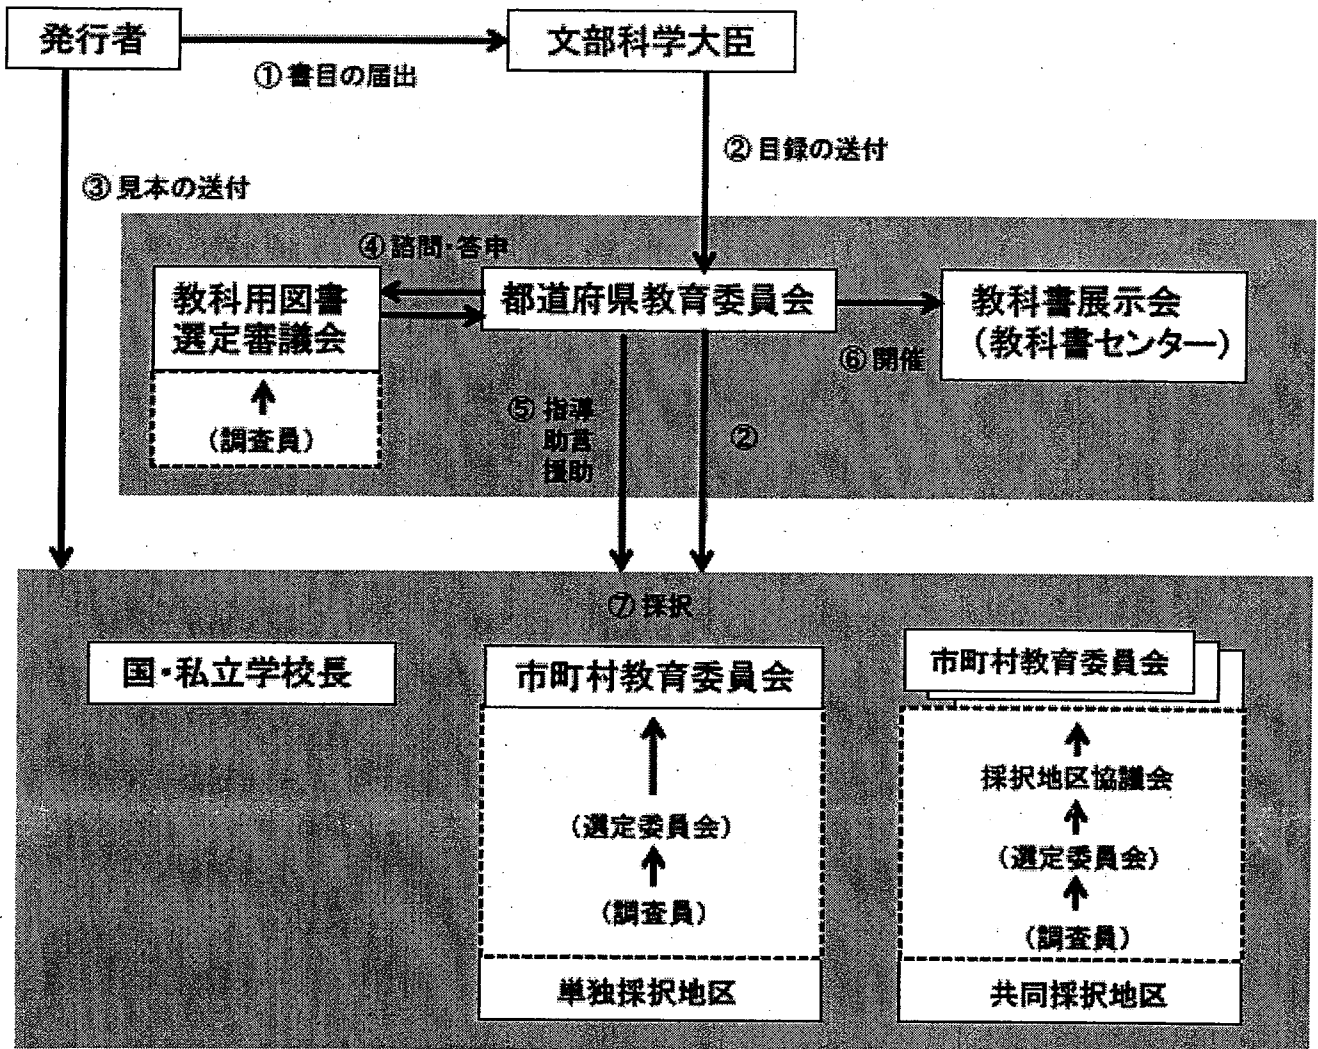 発行者
文部科学大臣
①書目の届出
②目録の送付
③見本の送付
④諮問・答申
教科用図書
選定審議会
(調査員)
都道府県教育委員会
教科書展示会
(教科書センター)
⑥開催
⑤ 指導
助言
援助
②
⑦採択
国・私立学校長
市町村教育委員会
(選定委員会)
(調査員)
単独採択地区
市町村教育委員会
採択地区協議会
(選定委員会)
(調査員)
共同採択地区